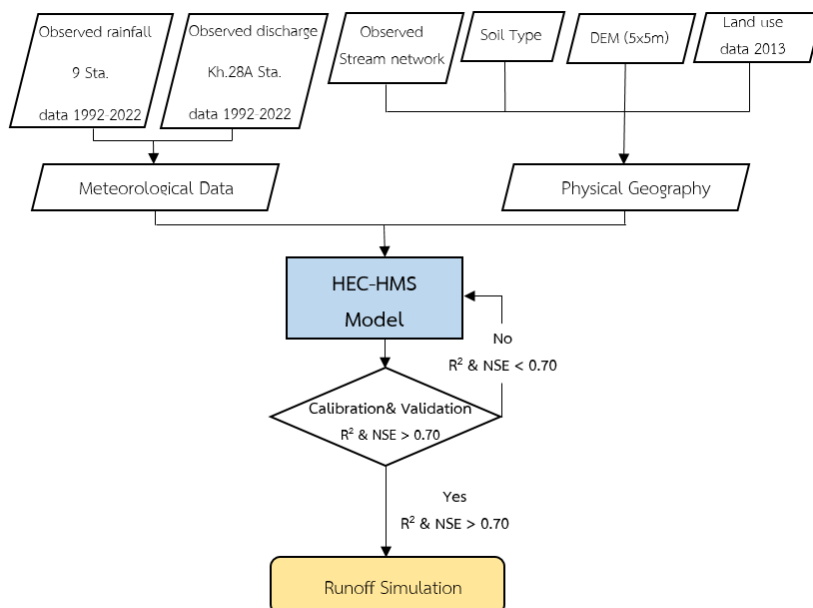 Observed rainfall
9 Sta.
data 1992-2022
Observed discharge
Kh.28A Sta.
data 1992-2022
Observed
Stream network
Soil Type
DEM (5x5m)
Land use
data 2013
Meteorological Data
Physical Geography
HEC-HMS
Model
No
R² & NSE < 0.70
Calibration& Validation
R² & NSE > 0.70
Yes
R² & NSE > 0.70
Runoff Simulation